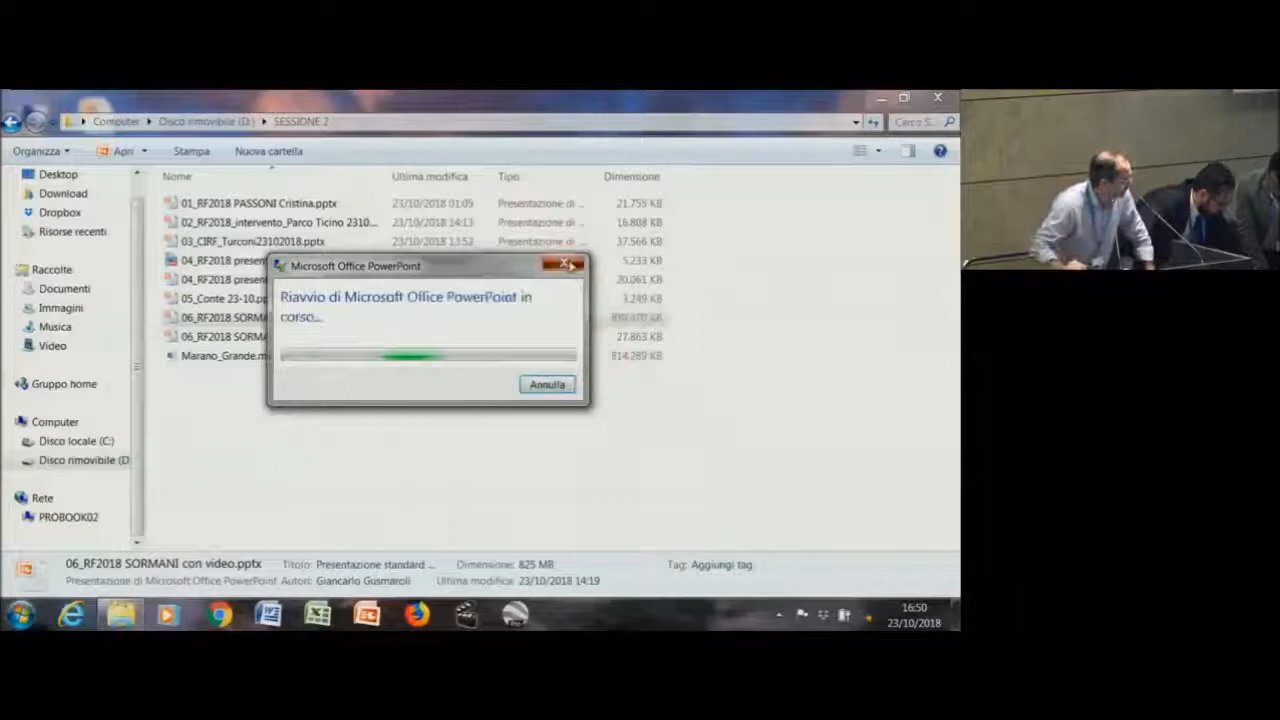 Computer Disco rimovibile (D:) SESSIONE 2
Cerca S...
Organizza Apri Stampa Nuova cartella
Nome Ultima modifica Tipo Dimensione
Desktop
Download
Dropbox
Risorse recenti
Raccolte
Documenti
Immagini
Musica
Video
Gruppo home
Computer
Disco locale (C:)
Disco rimovibile (D
Rete
PROBOOK02
01_RF2018 PASSONI Cristina.pptx 23/10/2018 01:05 Presentazione di ... 21.755 KB
02_RF2018_intervento_Parco Ticino 2310... 23/10/2018 14:13 Presentazione di ... 16.808 KB
03_CIRF_Turconi23102018.pptx 23/10/2018 13:52 Presentazione di ... 37.566 KB
04_RF2018 presen 5.233 KB
04_RF2018 presen 20.061 KB
05_Conte 23-10.pp 3.249 KB
06_RF2018 SORMA KB
06_RF2018 SORMA 27.863 KB
Marano_Grande.m 814.289 KB
Microsoft Office PowerPoint
Riavvio di Microsoft Office PowerPoint in
corso...
Annulla
06_RF2018 SORMANI con video.pptx Titolo: Presentazione standard ... Dimensione: 825 MB Tag: Aggiungi tag
Presentazione di Microsoft Office PowerPoint Autori: Giancarlo Gusmaroli Ultima modifica: 23/10/2018 14:19
16:50
23/10/2018